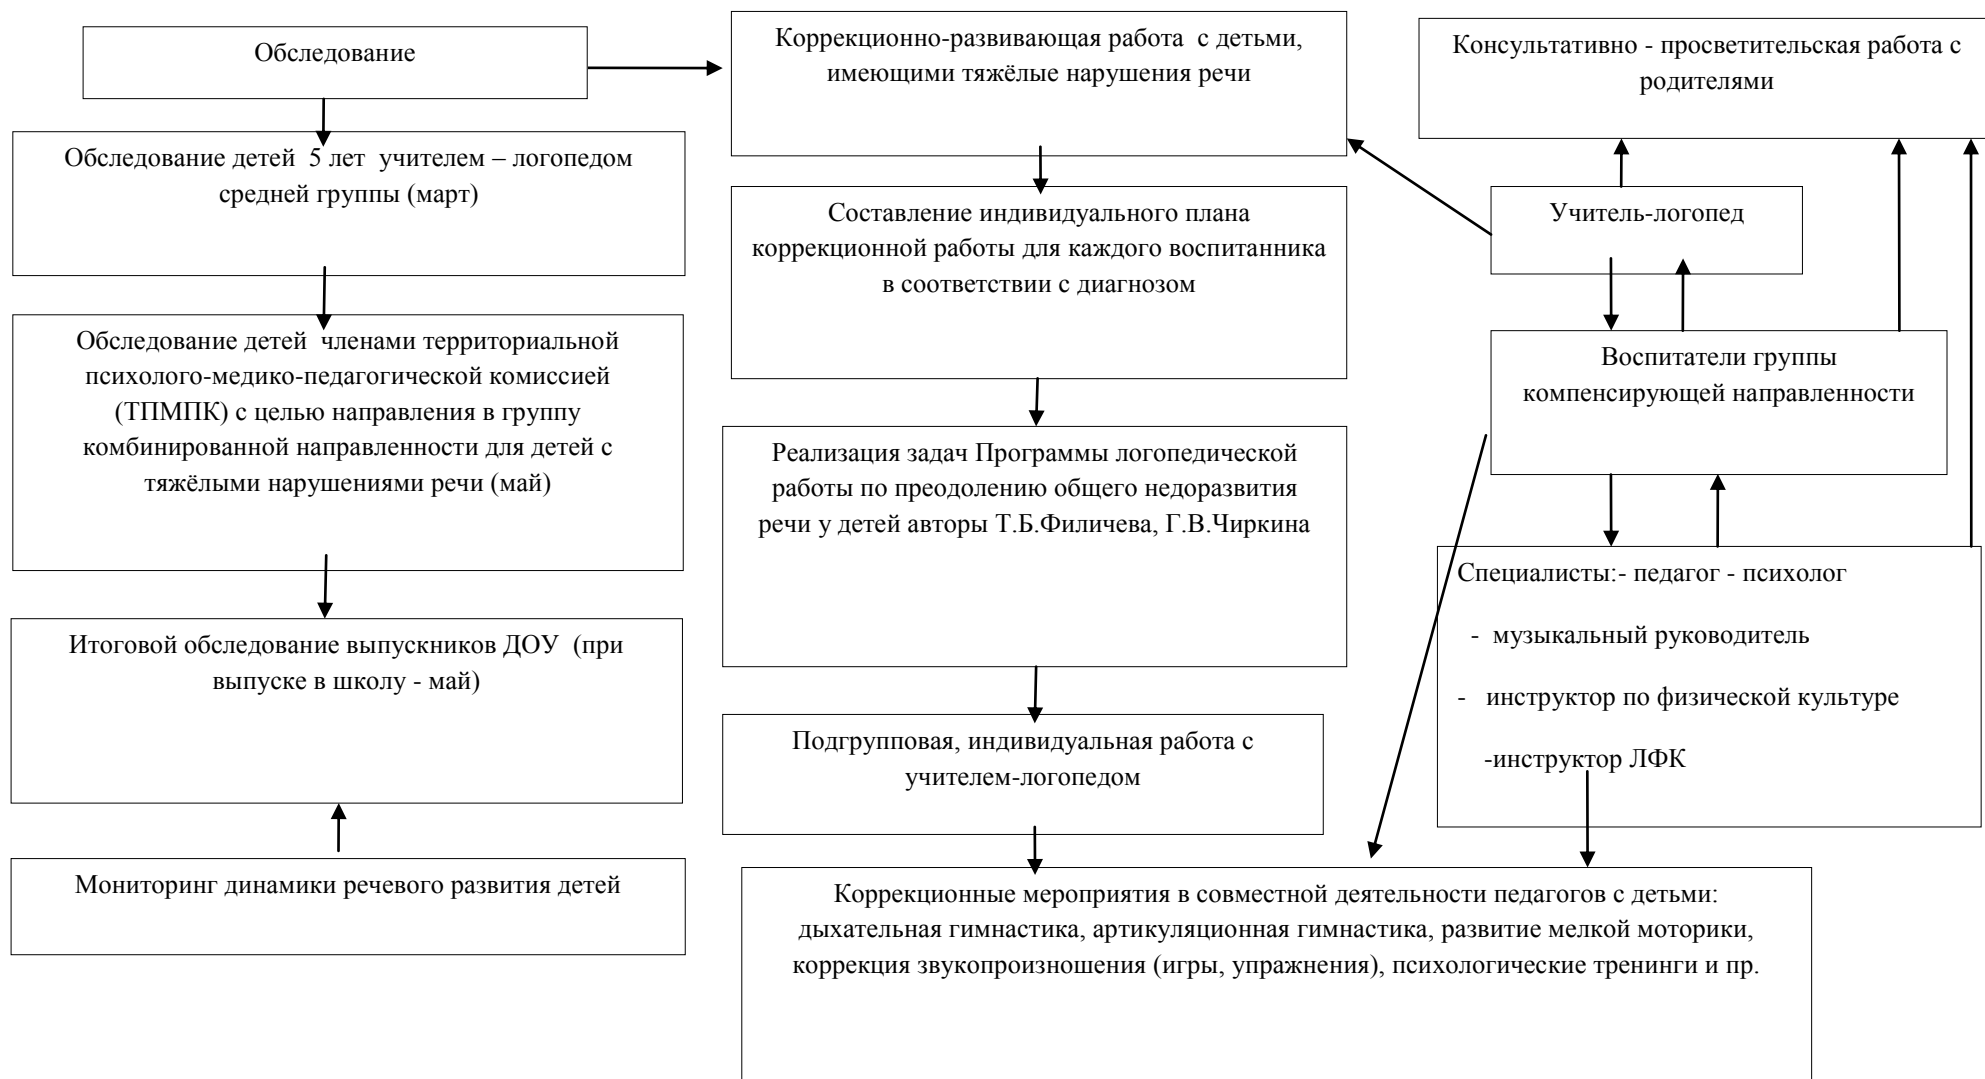 Обследование
Обследование детей 5 лет учителем – логопедом
средней группы (март)
Обследование детей членами территориальной
психолого-медико-педагогической комиссией
(ТПМПК) с целью направления в группу
комбинированной направленности для детей с
тяжёлыми нарушениями речи (май)
Итоговой обследование выпускников ДОУ (при
выпуске в школу - май)
Мониторинг динамики речевого развития детей
Коррекционно-развивающая работа с детьми,
имеющими тяжёлые нарушения речи
Составление индивидуального плана
коррекционной работы для каждого воспитанника
в соответствии с диагнозом
Реализация задач Программы логопедической
работы по преодолению общего недоразвития
речи у детей авторы Т.Б.Филичева, Г.В.Чиркина
Подгрупповая, индивидуальная работа с
учителем-логопедом
Коррекционные мероприятия в совместной деятельности педагогов с детьми:
дыхательная гимнастика, артикуляционная гимнастика, развитие мелкой моторики,
коррекция звукопроизношения (игры, упражнения), психологические тренинги и пр.
Консультативно - просветительская работа с
родителями
Учитель-логопед
Воспитатели группы
компенсирующей направленности
Специалисты:- педагог - психолог
- музыкальный руководитель
- инструктор по физической культуре
-инструктор ЛФК